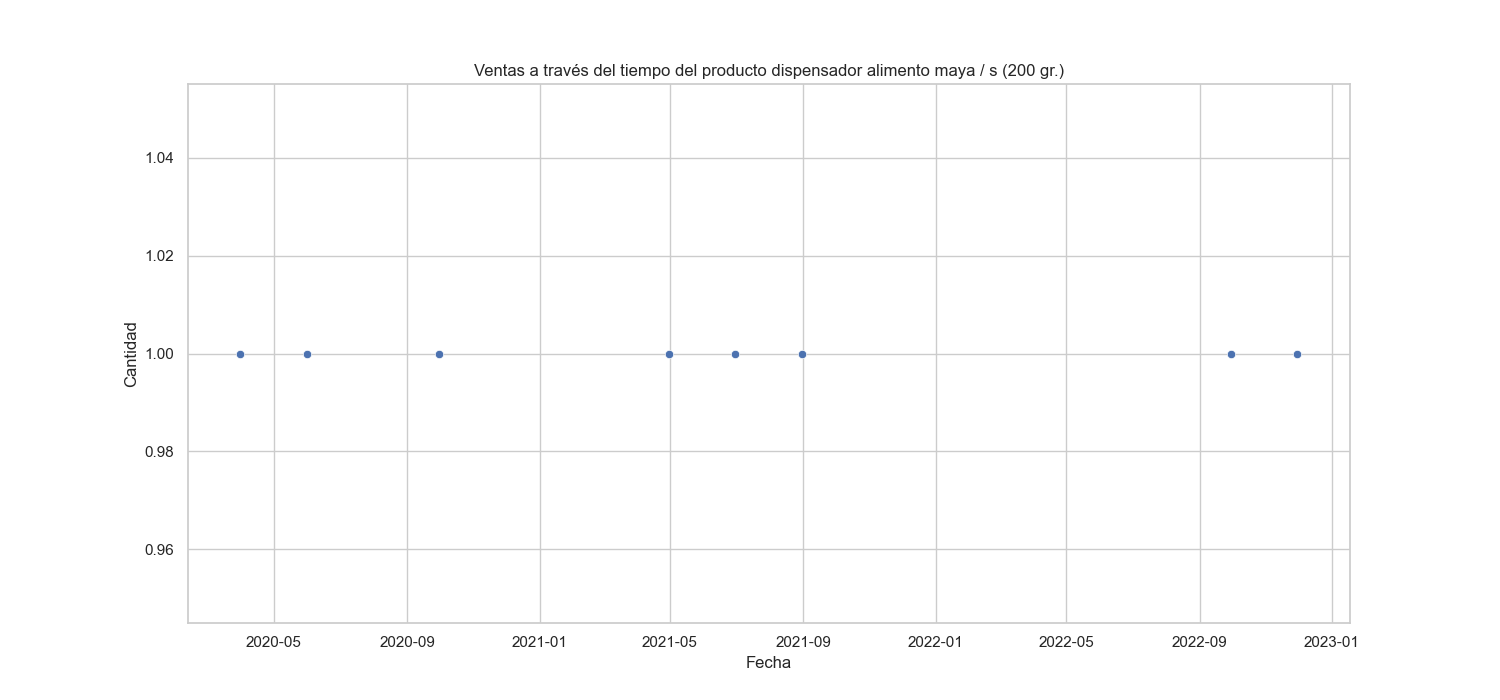 Ventas a través del tiempo del producto dispensador alimento maya / s (200 gr.)
1.04
1.02
1.00
0.98
0.96
Cantidad
2020-05 2020-09 2021-01 2021-05 2021-09 2022-01 2022-05 2022-09 2023-01
Fecha